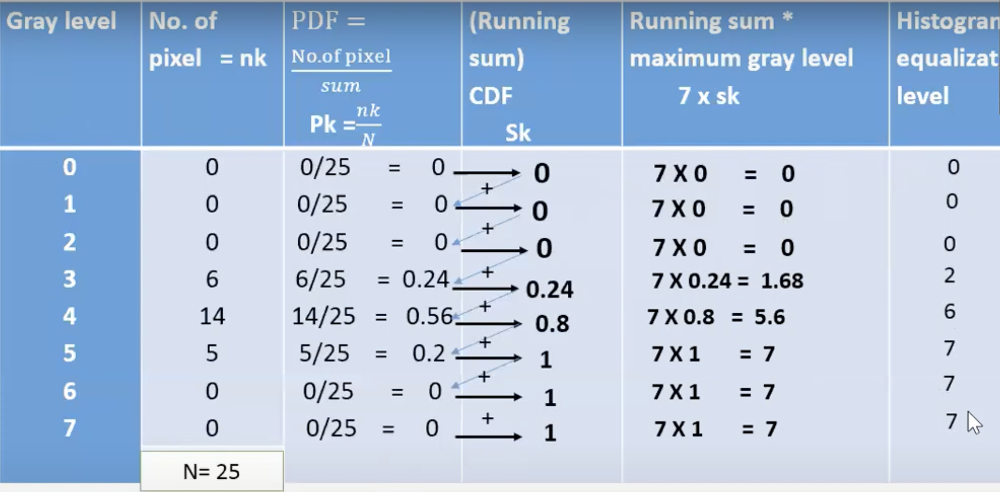 Gray level
No. of
pixel = nk
PDF =
No.of pixel
sum
Pk = nk
N
(Running
sum)
CDF
Sk
Running sum *
maximum gray level
7 x sk
Histogram
equalizat
level
0 0 0/25 = 0 0 7 X 0 = 0 0
+
1 0 0/25 = 0 0 7 X 0 = 0 0
+
2 0 0/25 = 0 0 7 X 0 = 0 0
+
3 6 6/25 = 0.24 0.24 7 X 0.24 = 1.68 2
+
4 14 14/25 = 0.56 0.8 7 X 0.8 = 5.6 6
+
5 5 5/25 = 0.2 1 7 X 1 = 7 7
+
6 0 0/25 = 0 1 7 X 1 = 7 7
+
7 0 0/25 = 0 1 7 X 1 = 7 7
N= 25